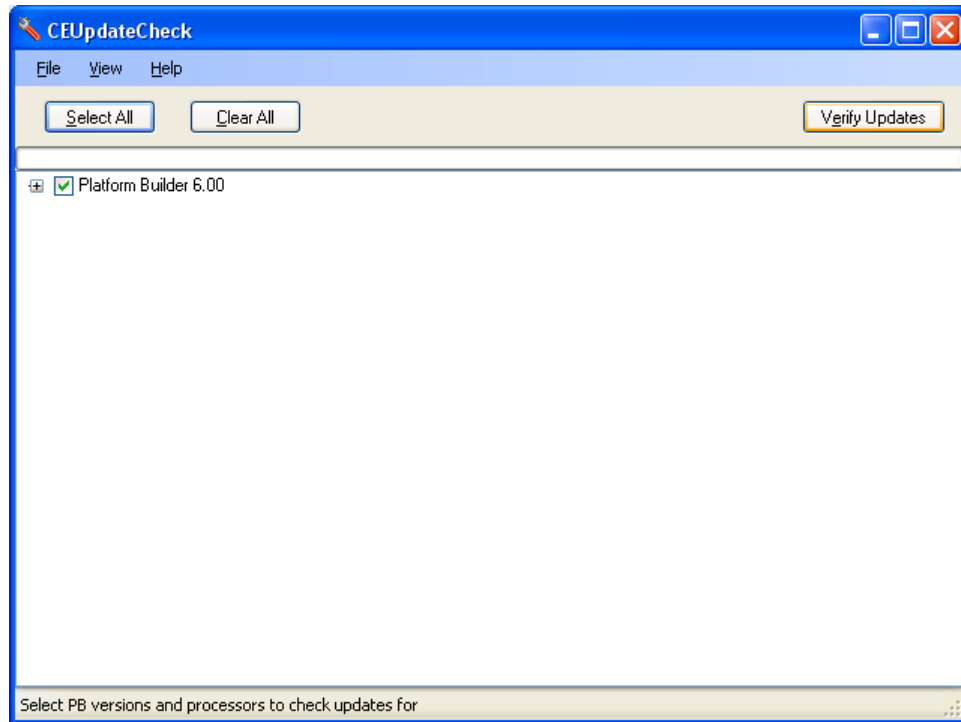 CEUpdateCheck
File View Help
Select All Clear All Verify Updates
Platform Builder 6.00
Select PB versions and processors to check updates for